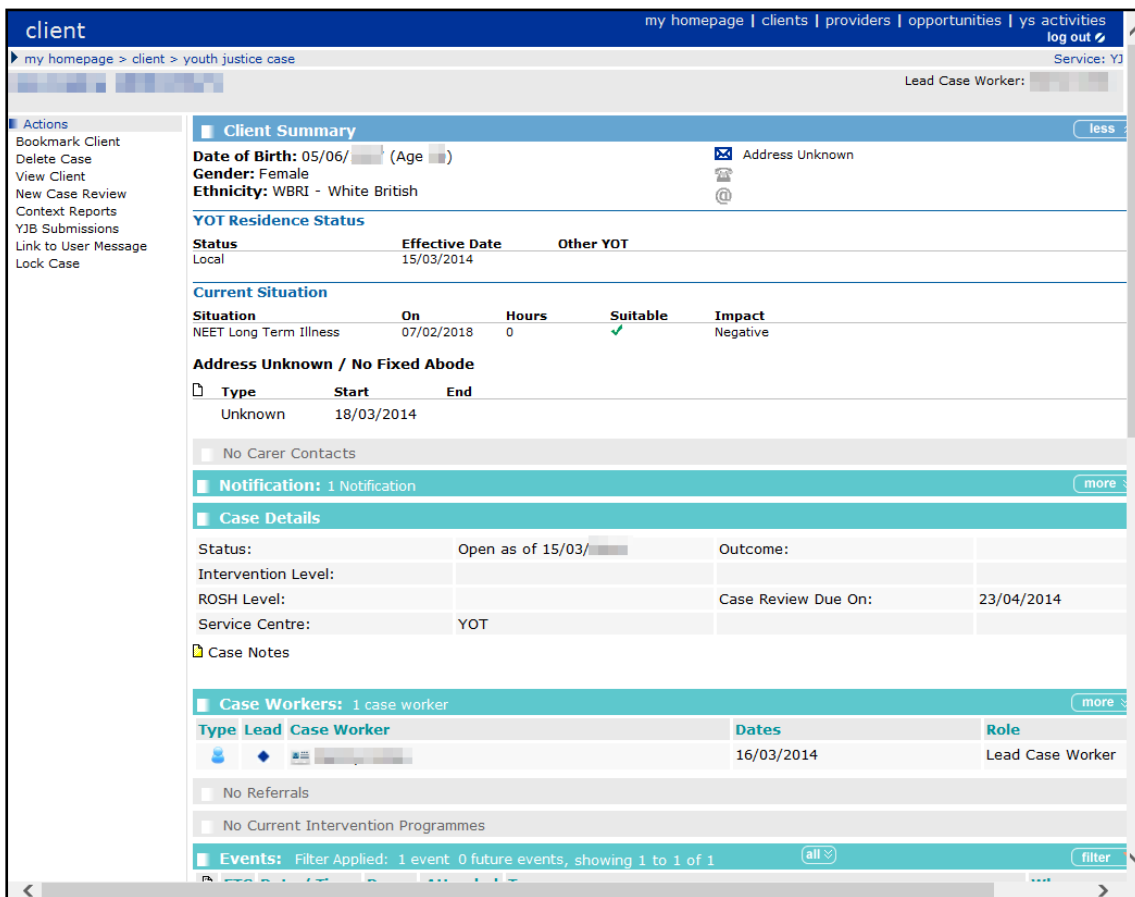 client
my homepage | clients | providers | opportunities | ys activities
log out
my homepage > client > youth justice case
Service: YJ
Lead Case Worker:
Actions
Bookmark Client
Delete Case
View Client
New Case Review
Context Reports
YJB Submissions
Link to User Message
Lock Case
Client Summary
less
Date of Birth: 05/06/ (Age )
Address Unknown
Gender: Female
Ethnicity: WBRI - White British
@
YOT Residence Status
Status Effective Date Other YOT
Local 15/03/2014
Current Situation
Situation On Hours Suitable Impact
NEET Long Term Illness 07/02/2018 0 Negative
Address Unknown / No Fixed Abode
Type Start End
Unknown 18/03/2014
No Carer Contacts
Notification: 1 Notification
more
Case Details
Status: Open as of 15/03/ Outcome:
Intervention Level:
ROSH Level: Case Review Due On: 23/04/2014
Service Centre: YOT
Case Notes
Case Workers: 1 case worker
more
Type Lead Case Worker Dates Role
16/03/2014 Lead Case Worker
No Referrals
No Current Intervention Programmes
Events: Filter Applied: 1 event 0 future events, showing 1 to 1 of 1
all
filter